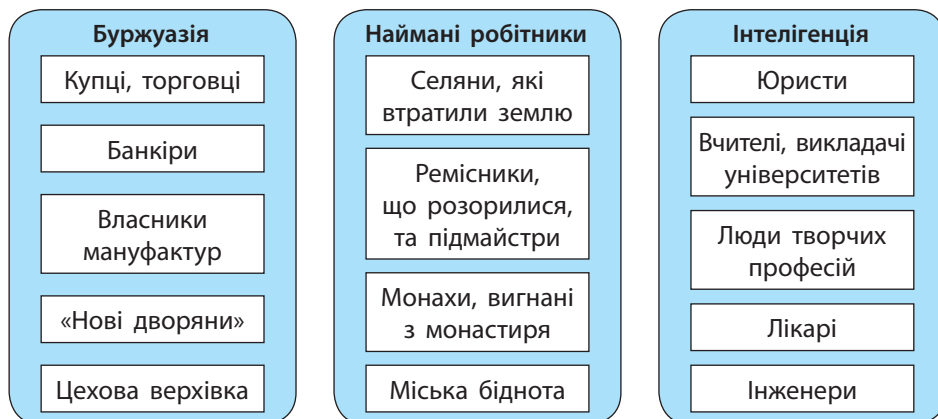 Буржуазія
Купці, торговці
Банкіри
Власники
мануфактур
«Нові дворяни»
Цехова верхівка
Наймані робітники
Селяни, які
втратили землю
Ремісники,
що розорилися,
та підмайстри
Монахи, вигнані
з монастиря
Міська біднота
Інтелігенція
Юристи
Вчителі, викладачі
університетів
Люди творчих
професій
Лікарі
Інженери